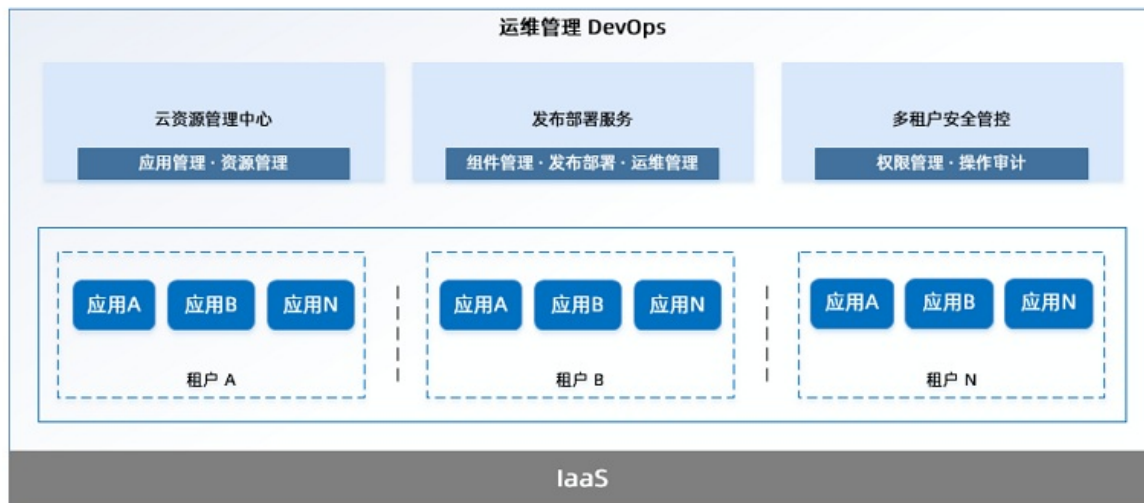 运维管理 DevOps
云资源管理中心
应用管理·资源管理
发布部署服务
组件管理·发布部署·运维管理
多租户安全管控
权限管理·操作审计
应用A 应用B 应用N
租户 A
应用A 应用B 应用N
租户 B
应用A 应用B 应用N
租户 N
IaaS